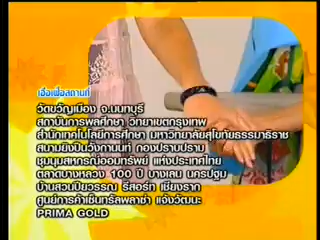 เอื้อเฟื้อสถานที่
วัดขวัญเมือง จ.นนทบุรี
สถาบันการพลศึกษา วิทยาเขตกรุงเทพ
สำนักเทคโนโลยีการศึกษา มหาวิทยาลัยสุโขทัยธรรมาธิราช
สนามยิงปืนวังกานนท์ กองปราบปราม
ชุมนุมสหกรณ์ออมทรัพย์ แห่งประเทศไทย
ตลาดบางหลวง 100 ปี บางเลน นครปฐม
บ้านสวนปิยวรรณ รีสอร์ท เชียงราก
ศูนย์การค้าเซ็นทรัลพลาซ่า แจ้งวัฒนะ
PRIMA GOLD